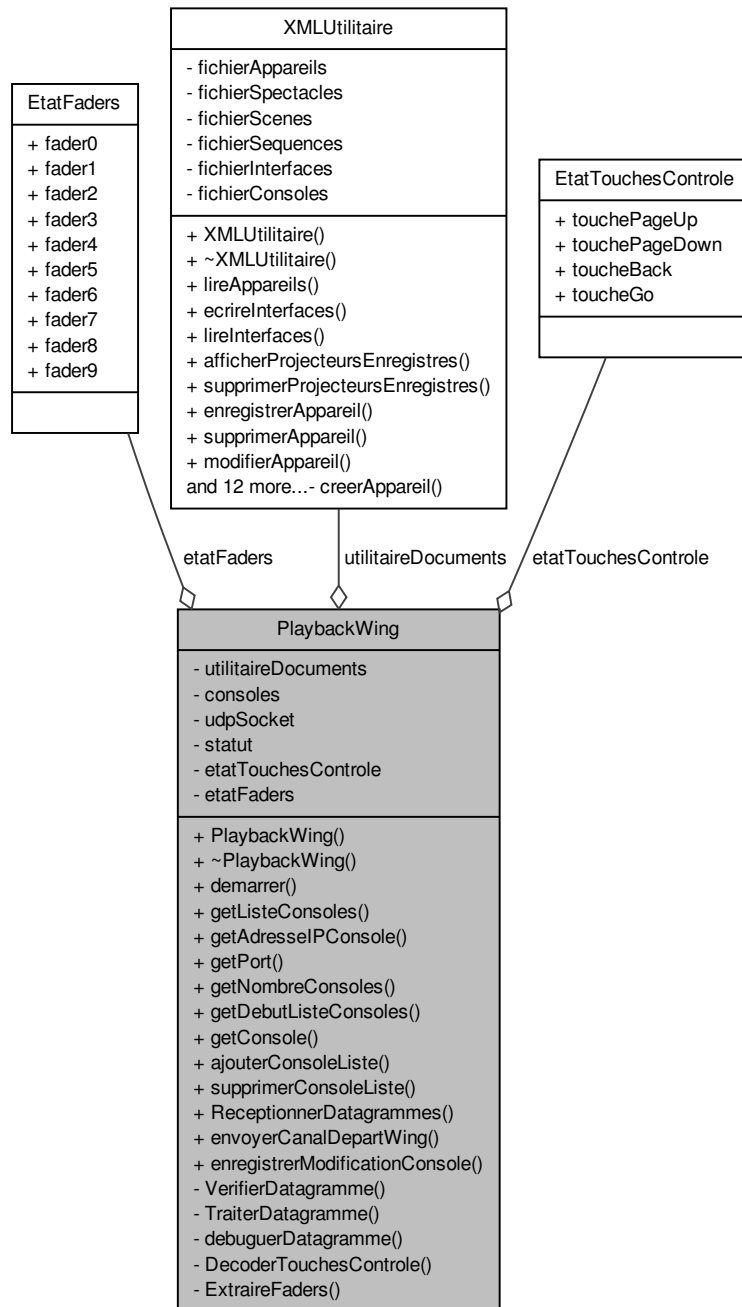 XMLUtilitaire
- fichierAppareils
- fichierSpectacles
- fichierScenes
- fichierSequences
- fichierInterfaces
- fichierConsoles
+ XMLUtilitaire()
+ ~XMLUtilitaire()
+ lireAppareils()
+ ecrireInterfaces()
+ lireInterfaces()
+ afficherProjecteursEnregistres()
+ supprimerProjecteursEnregistres()
+ enregistrerAppareil()
+ supprimerAppareil()
+ modifierAppareil()
and 12 more...- creerAppareil()
EtatFaders
+ fader0
+ fader1
+ fader2
+ fader3
+ fader4
+ fader5
+ fader6
+ fader7
+ fader8
+ fader9
EtatTouchesControle
+ touchePageUp
+ touchePageDown
+ toucheBack
+ toucheGo
etatFaders
utilitaireDocuments
etatTouchesControle
PlaybackWing
- utilitaireDocuments
- consoles
- udpSocket
- statut
- etatTouchesControle
- etatFaders
+ PlaybackWing()
+ ~PlaybackWing()
+ demarrer()
+ getListeConsoles()
+ getAdresseIPConsole()
+ getPort()
+ getNombreConsoles()
+ getDebutListeConsoles()
+ getConsole()
+ ajouterConsoleListe()
+ supprimerConsoleListe()
+ ReceptionnerDatagrammes()
+ envoyerCanalDepartWing()
+ enregistrerModificationConsole()
- VerifierDatagramme()
- TraiterDatagramme()
- debuguerDatagramme()
- DecoderTouchesControle()
- ExtraireFaders()